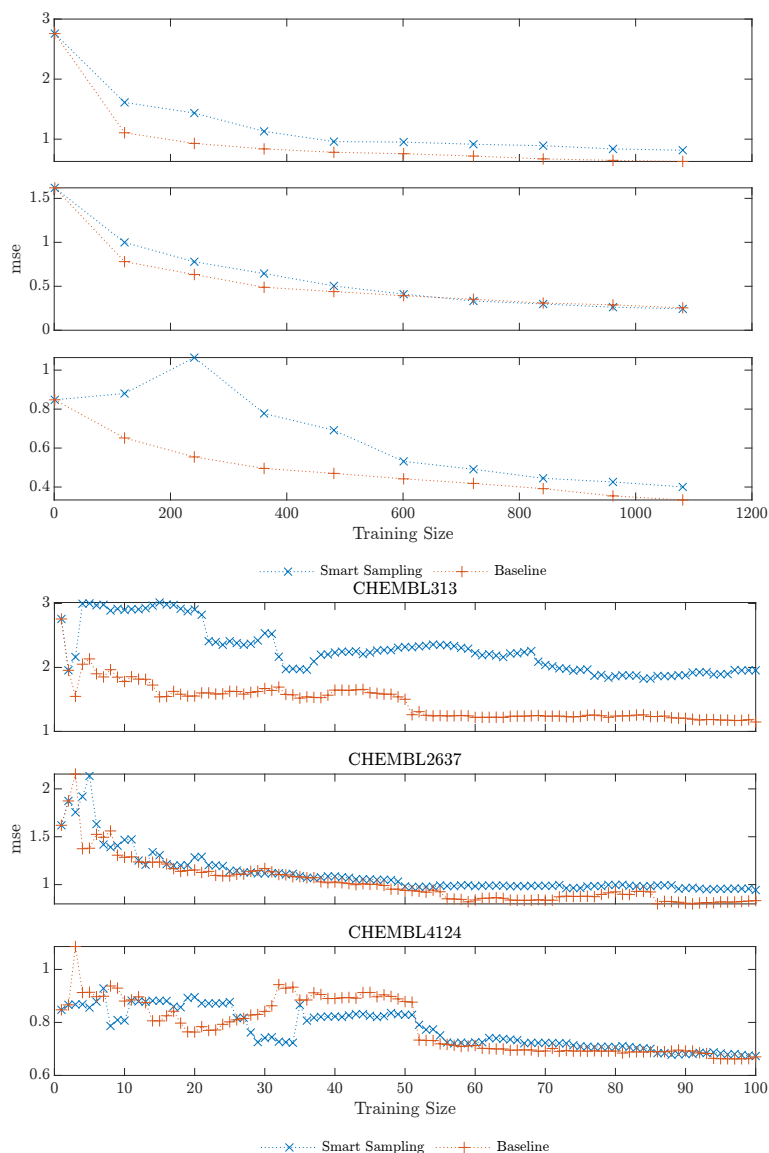 3
2
1
1.5
1
0.5
0
mse
1
0.8
0.6
0.4
0 200 400 600 800 1000 1200
Training Size
Smart Sampling Baseline
CHEMBL313
3
2
1
CHEMBL2637
2
1.5
1
mse
CHEMBL4124
1
0.8
0.6
0 10 20 30 40 50 60 70 80 90 100
Training Size
Smart Sampling Baseline